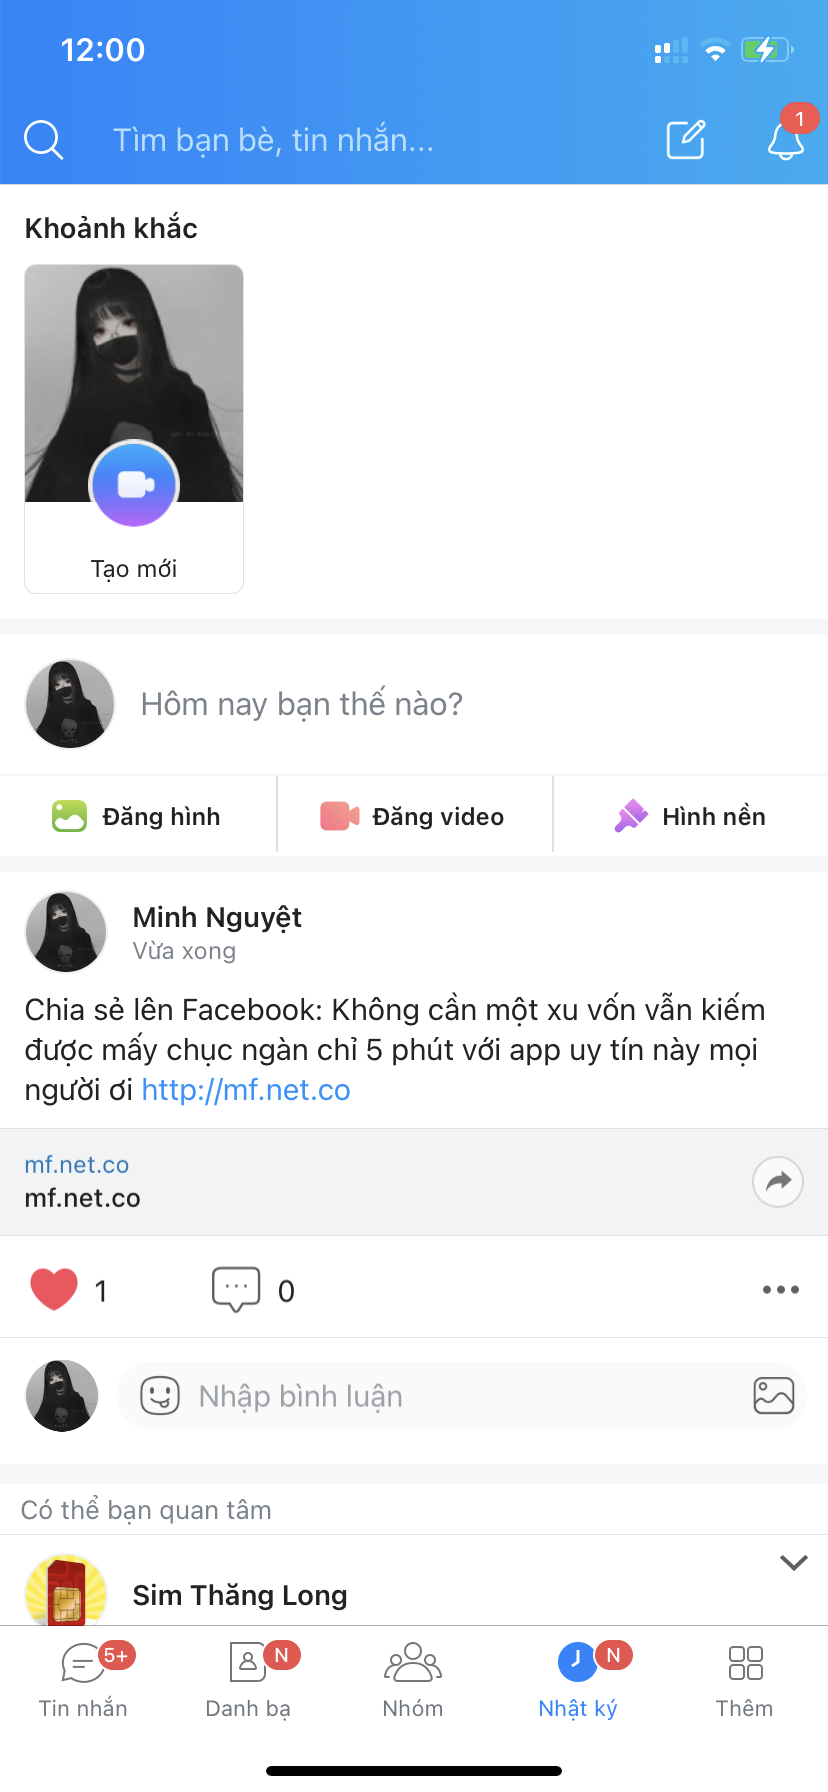 12:00
Tìm bạn bè, tin nhắn...
1
Khoảnh khắc
Tạo mới
Hôm nay bạn thế nào?
Đăng hình
Đăng video
Hình nền
Minh Nguyệt
Vừa xong
Chia sẻ lên Facebook: Không cần một xu vốn vẫn kiếm
được mấy chục ngàn chỉ 5 phút với app uy tín này mọi
người ơi http://mf.net.co
mf.net.co
mf.net.co
1
0
Nhập bình luận
Có thể bạn quan tâm
Sim Thăng Long
5+
N
N
Tin nhắn
Danh bạ
Nhóm
Nhật ký
Thêm